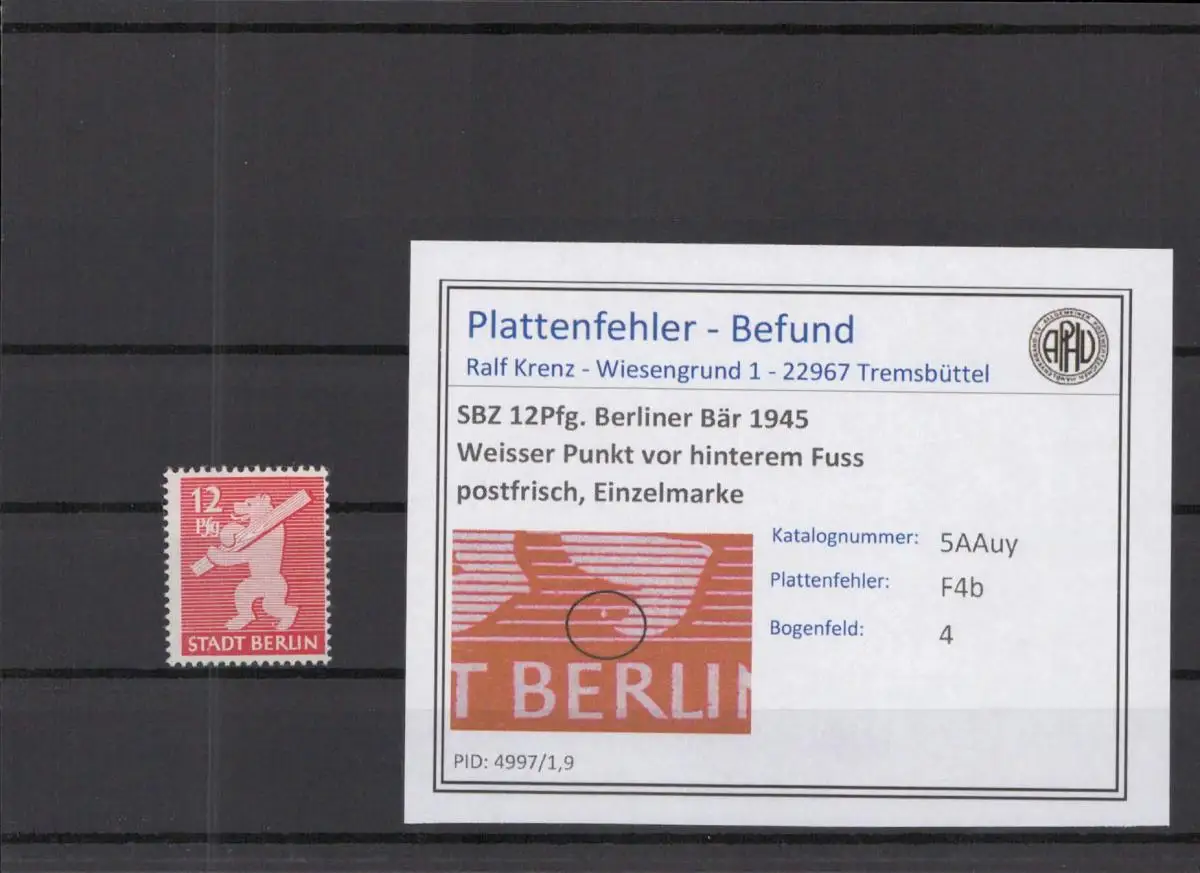 12
Pfg
STADT BERLIN
Plattenfehler - Befund
Ralf Krenz - Wiesengrund 1 - 22967 Tremsbüttel
APHV
SBZ 12Pfg. Berliner Bär 1945
Weisser Punkt vor hinterem Fuss
postfrisch, Einzelmarke
Katalognummer: 5AAuy
Plattenfehler: F4b
Bogenfeld: 4
T BERLIN
PID: 4997/1,9